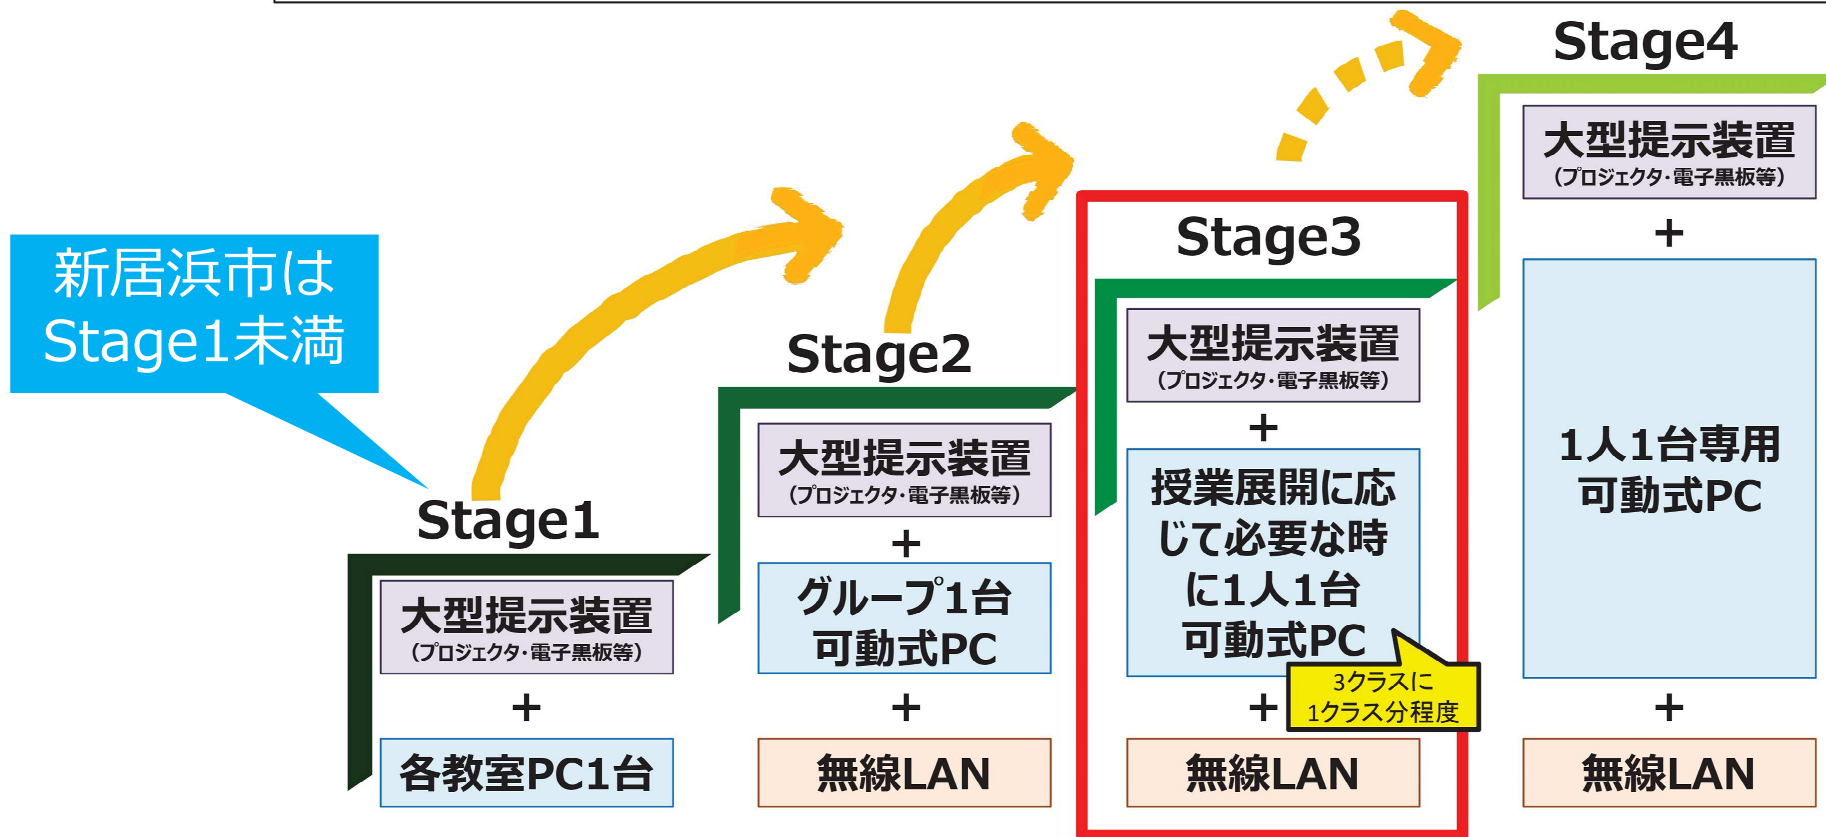 新居浜市は
Stage1未満
Stage1
大型提示装置
（プロジェクタ・電子黒板等）
+
各教室PC1台
Stage2
大型提示装置
（プロジェクタ・電子黒板等）
+
グループ1台
可動式PC
+
無線LAN
Stage3
大型提示装置
（プロジェクタ・電子黒板等）
+
授業展開に応
じて必要な時
に1人1台
可動式PC
3クラスに
1クラス分程度
+
無線LAN
Stage4
大型提示装置
（プロジェクタ・電子黒板等）
+
1人1台専用
可動式PC
+
無線LAN